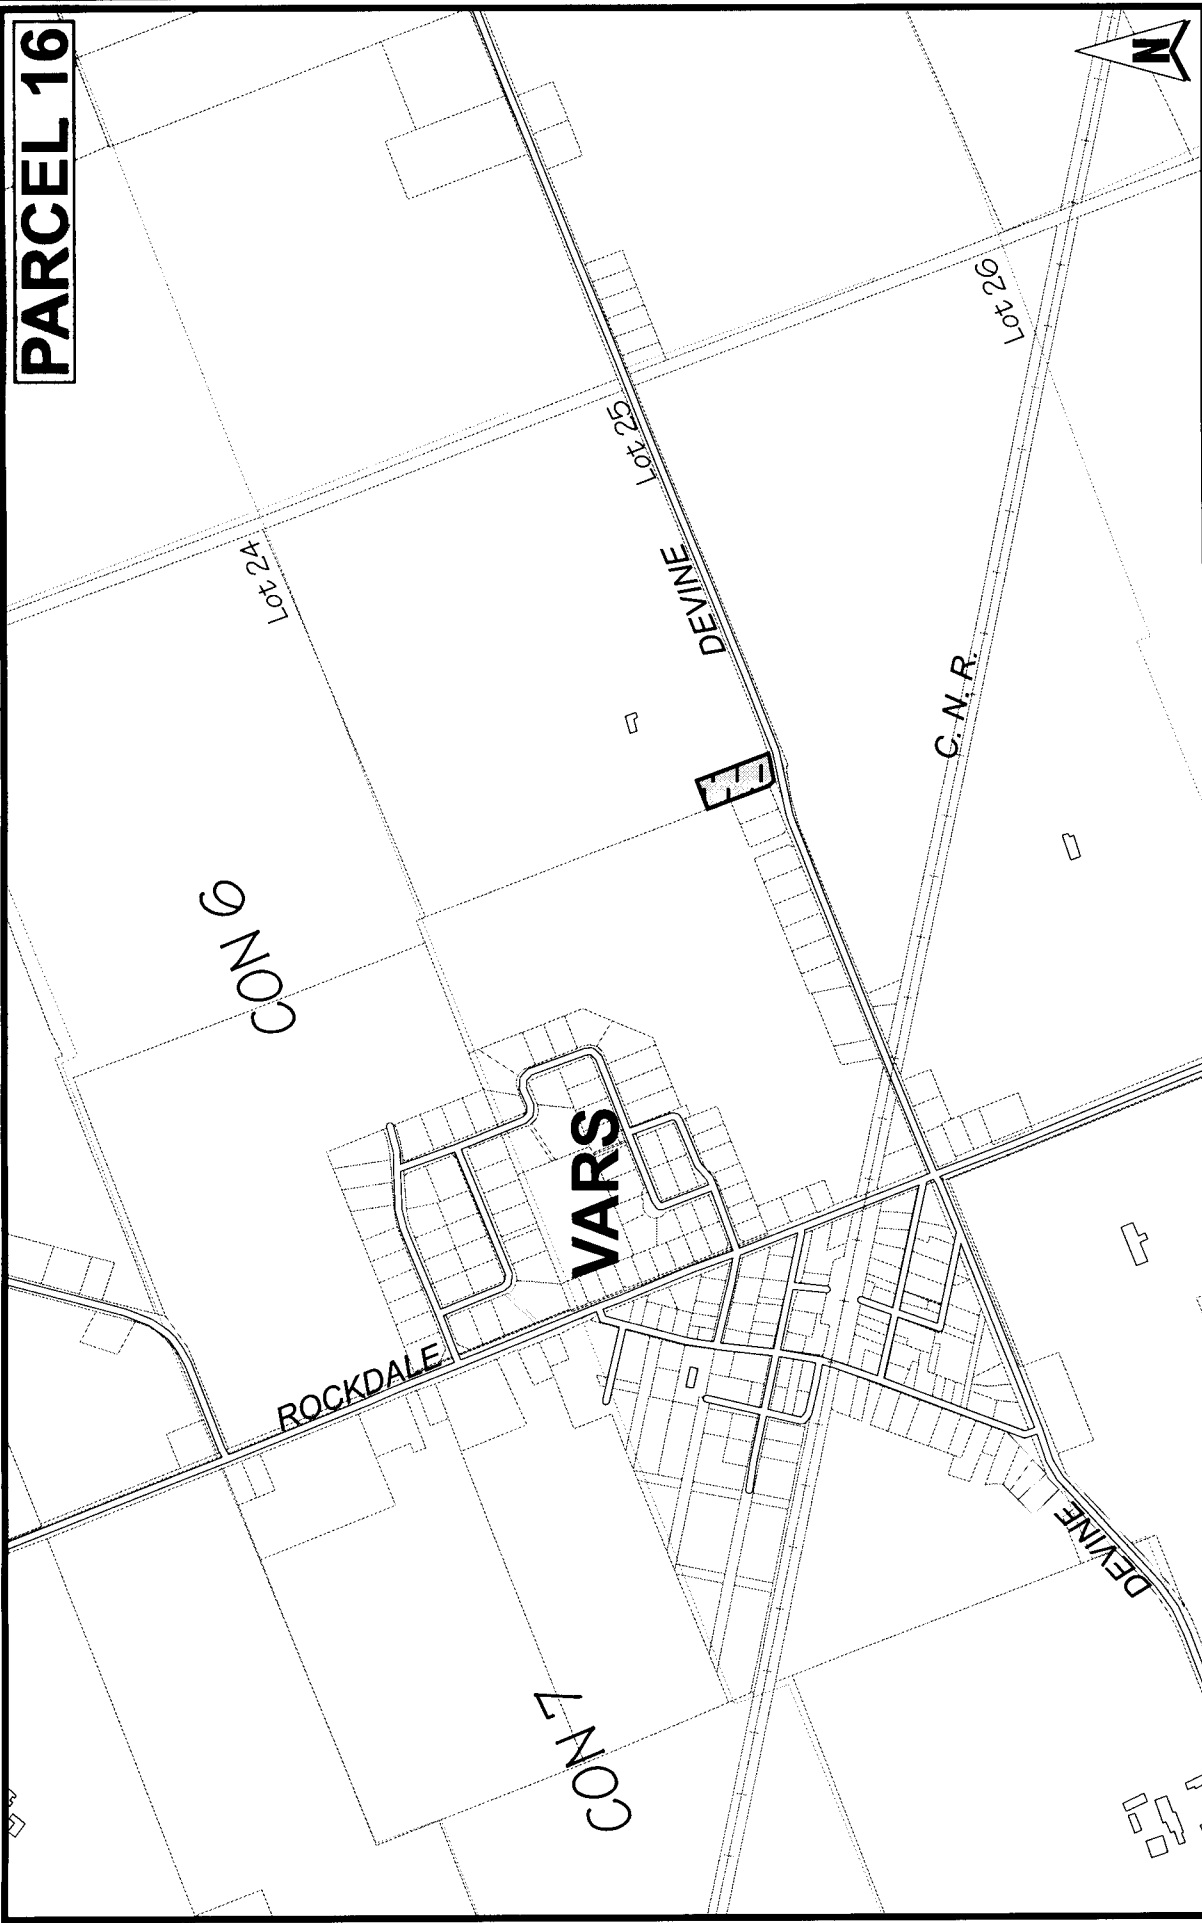 PARCEL 16
N
Lot 24
Lot 25
Lot 26
DEVINE
C. N. R.
CON 6
VARS
ROCKDALE
DEVINE
CON 7